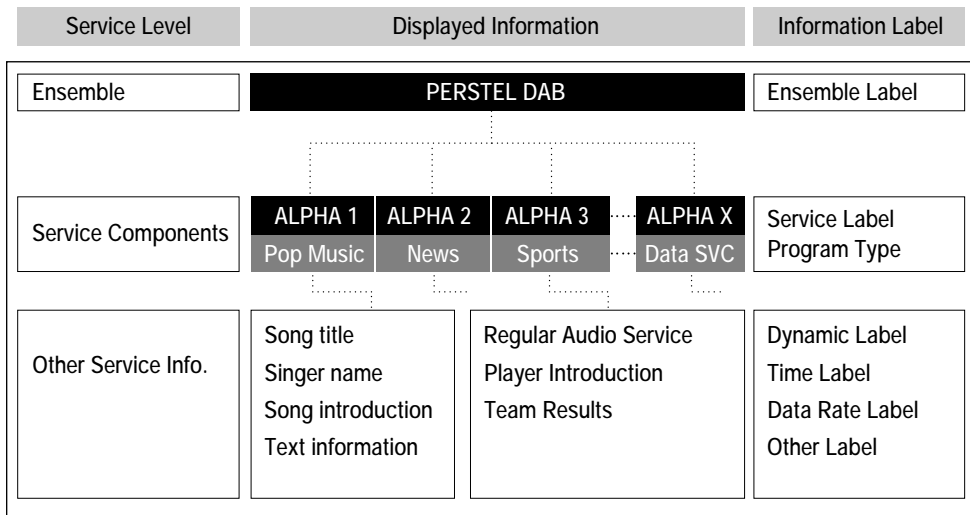 Service Level Displayed Information Information Label
Ensemble PERSTEL DAB Ensemble Label
ALPHA 1 ALPHA 2 ALPHA 3 ALPHA X
Pop Music News Sports Data SVC
Service Components
Service Label
Program Type
Other Service Info.
Song title
Singer name
Song introduction
Text information
Regular Audio Service
Player Introduction
Team Results
Dynamic Label
Time Label
Data Rate Label
Other Label